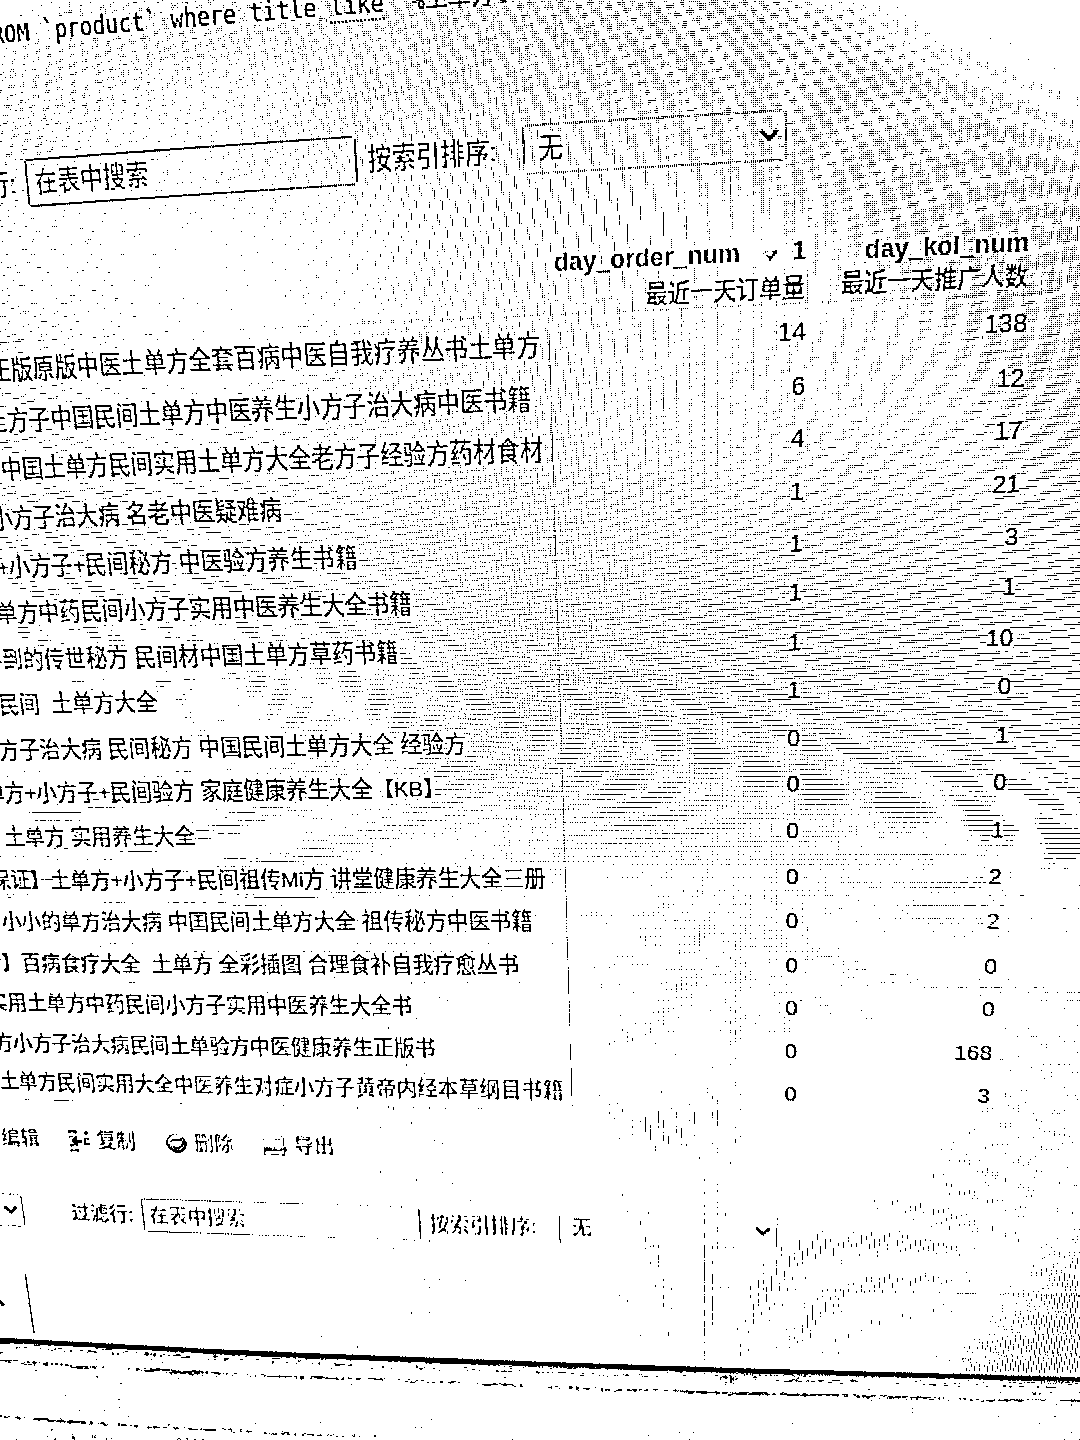 ROM `product` where title like
行: 在表中搜索 按索引排序: 无
day_order_num 1 day_kol_num
最近一天订单量 最近一天推广人数
正版原版中医土单方全套百病中医自我疗养丛书土单方 14 138
方子中国民间土单方中医养生小方子治大病中医书籍 6 12
中国土单方民间实用土单方大全老方子经验方药材食材 4 17
小方子治大病 名老中医疑难病 1 21
+小方子+民间秘方 中医验方养生书籍 1 3
单方中药民间小方子实用中医养生大全书籍 1 1
到的传世秘方 民间材中国土单方草药书籍 1 10
民间 土单方大全 1 0
方子治大病 民间秘方 中国民间土单方大全 经验方 0 1
方+小方子+民间验方 家庭健康养生大全【KB】 0 0
土单方 实用养生大全 0 1
保证】土单方+小方子+民间祖传Mi方 讲堂健康养生大全三册 0 2
小小的单方治大病 中国民间土单方大全 祖传秘方中医书籍 0 2
】百病食疗大全 土单方 全彩插图 合理食补自我疗愈丛书 0 0
实用土单方中药民间小方子实用中医养生大全书 0 0
方小方子治大病民间土单验方中医健康养生正版书 0 168
土单方民间实用大全中医养生对症小方子黄帝内经本草纲目书籍 0 3
编辑 复制 删除 导出
过滤行: 在表中搜索 按索引排序: 无